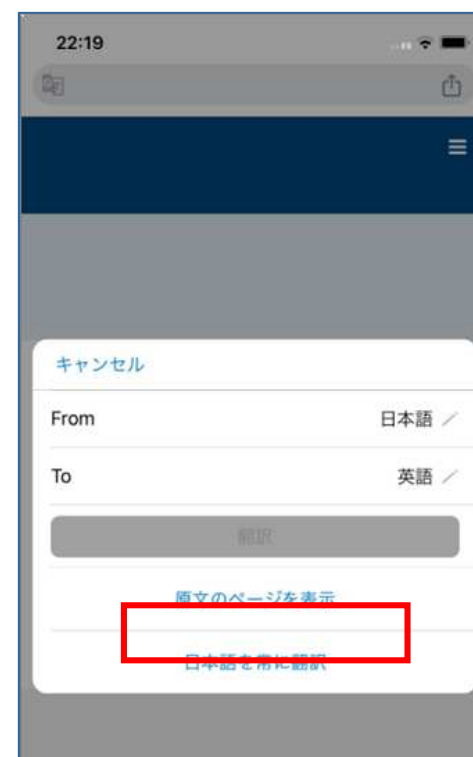 22:19
キャンセル
From 日本語
To 英語
翻訳
原文のページを表示
日本語を常に翻訳